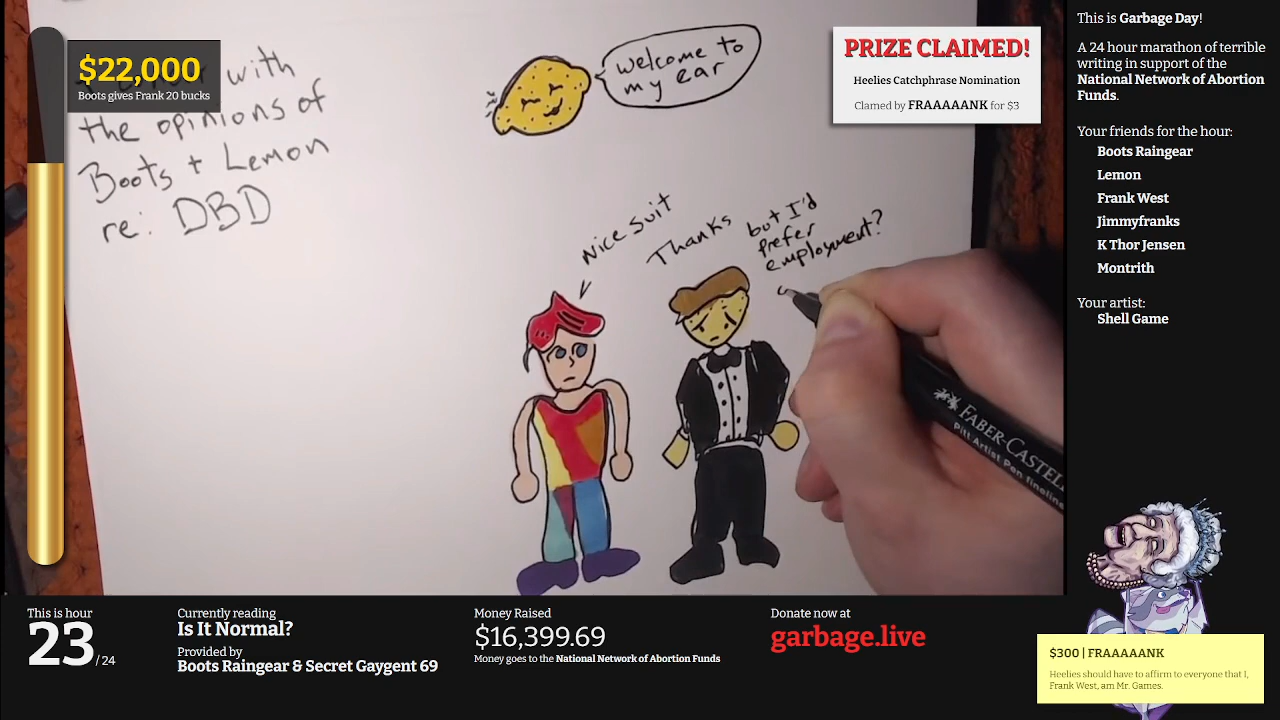 $22,000
Boots gives Frank 20 bucks
with
the opinions of
Boots + Lemon
re: DBD
welcome to
my ear
Nice suit
Thanks
but I'd
prefer
employment?
FABER-CASTELL
Pitt Artist Pen fineline
PRIZE CLAIMED!
Heelies Catchphrase Nomination
Clamed by FRAAAAANK for $3
This is Garbage Day!
A 24 hour marathon of terrible
writing in support of the
National Network of Abortion
Funds.
Your friends for the hour:
Boots Raingear
Lemon
Frank West
Jimmyfranks
K Thor Jensen
Montrith
Your artist:
Shell Game
This is hour
23 / 24
Currently reading
Is It Normal?
Provided by
Boots Raingear & Secret Gaygent 69
Money Raised
$16,399.69
Money goes to the National Network of Abortion Funds
Donate now at
garbage.live
$300 | FRAAAAANK
Heelies should have to affirm to everyone that I,
Frank West, am Mr. Games.